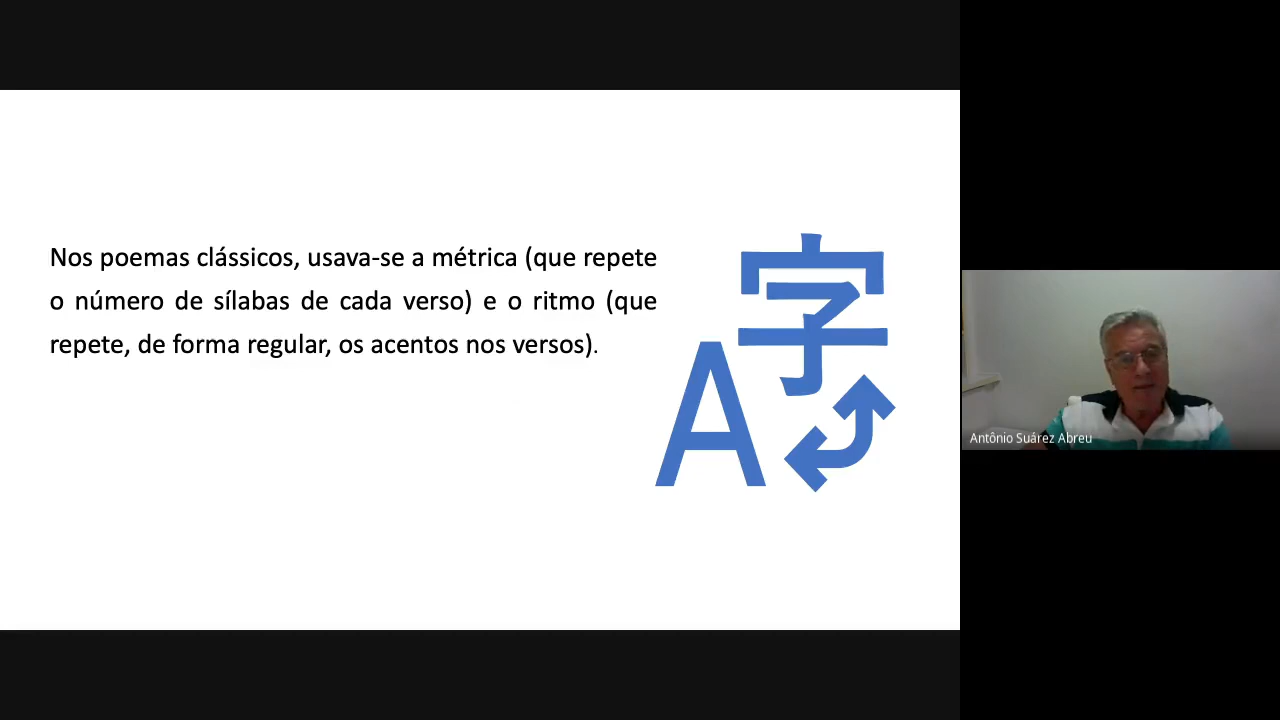 Nos poemas clássicos, usava-se a métrica (que repete
o número de sílabas de cada verso) e o ritmo (que
repete, de forma regular, os acentos nos versos).
字
A
Antônio Suárez Abreu